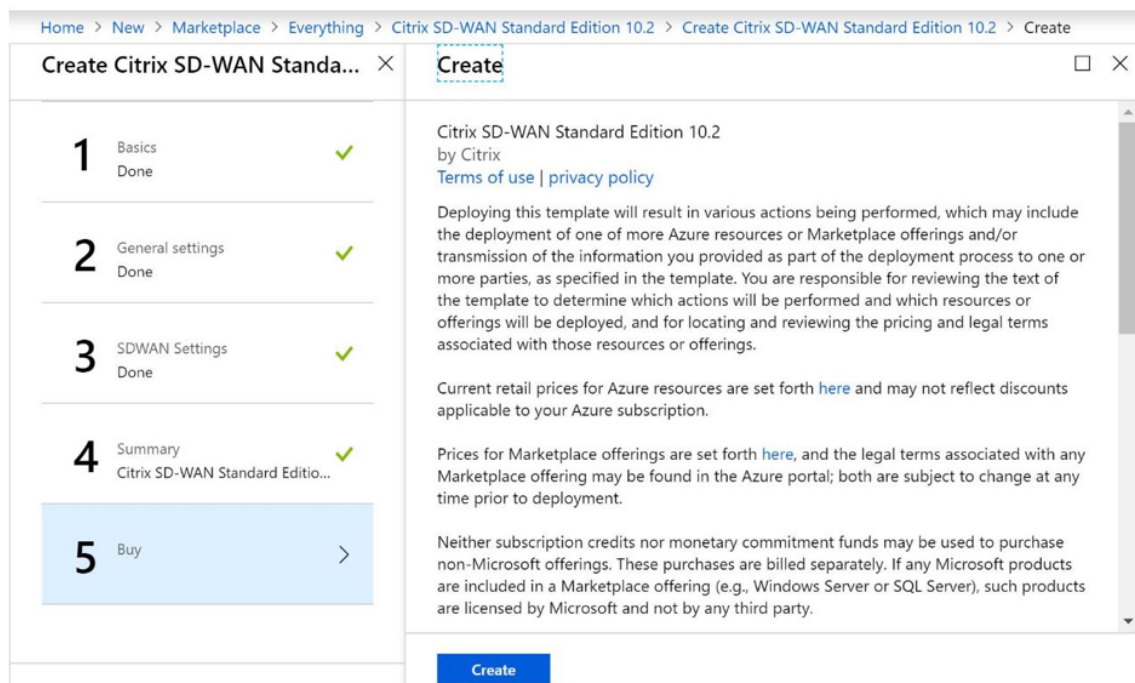 Home > New > Marketplace > Everything > Citrix SD-WAN Standard Edition 10.2 > Create Citrix SD-WAN Standard Edition 10.2 > Create
Create Citrix SD-WAN Standa...
1
Basics
Done
2
General settings
Done
3
SDWAN Settings
Done
4
Summary
Citrix SD-WAN Standard Editio...
5
Buy
Create
Citrix SD-WAN Standard Edition 10.2
by Citrix
Terms of use | privacy policy
Deploying this template will result in various actions being performed, which may include
the deployment of one of more Azure resources or Marketplace offerings and/or
transmission of the information you provided as part of the deployment process to one or
more parties, as specified in the template. You are responsible for reviewing the text of
the template to determine which actions will be performed and which resources or
offerings will be deployed, and for locating and reviewing the pricing and legal terms
associated with those resources or offerings.
Current retail prices for Azure resources are set forth here and may not reflect discounts
applicable to your Azure subscription.
Prices for Marketplace offerings are set forth here, and the legal terms associated with any
Marketplace offering may be found in the Azure portal; both are subject to change at any
time prior to deployment.
Neither subscription credits nor monetary commitment funds may be used to purchase
non-Microsoft offerings. These purchases are billed separately. If any Microsoft products
are included in a Marketplace offering (e.g., Windows Server or SQL Server), such products
are licensed by Microsoft and not by any third party.
Create